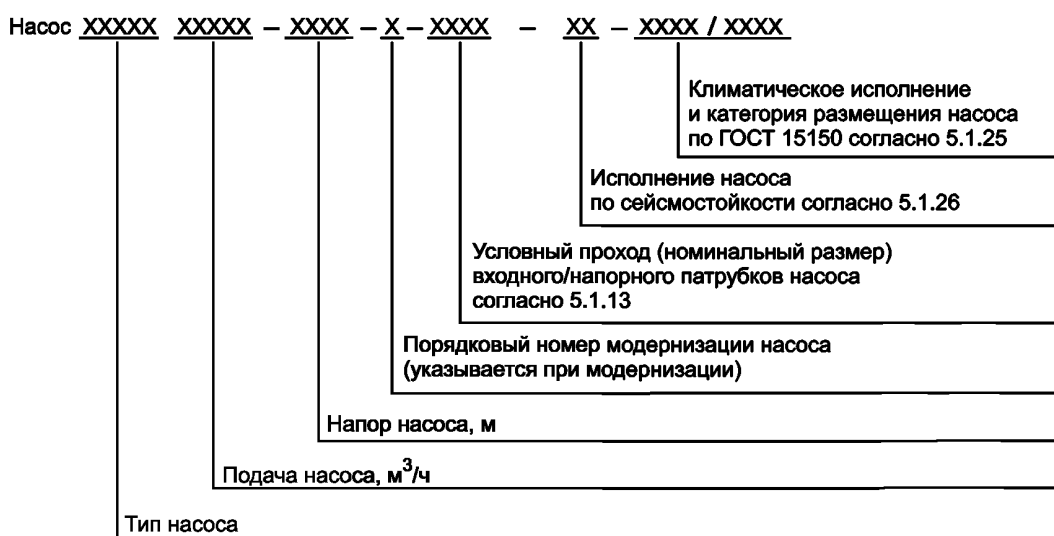 Насос XXXXX XXXXX – XXXX – X – XXXX – XX – XXXX / XXXX
Климатическое исполнение
и категория размещения насоса
по ГОСТ 15150 согласно 5.1.25
Исполнение насоса
по сейсмостойкости согласно 5.1.26
Условный проход (номинальный размер)
входного/напорного патрубков насоса
согласно 5.1.13
Порядковый номер модернизации насоса
(указывается при модернизации)
Напор насоса, м
Подача насоса, м³/ч
Тип насоса